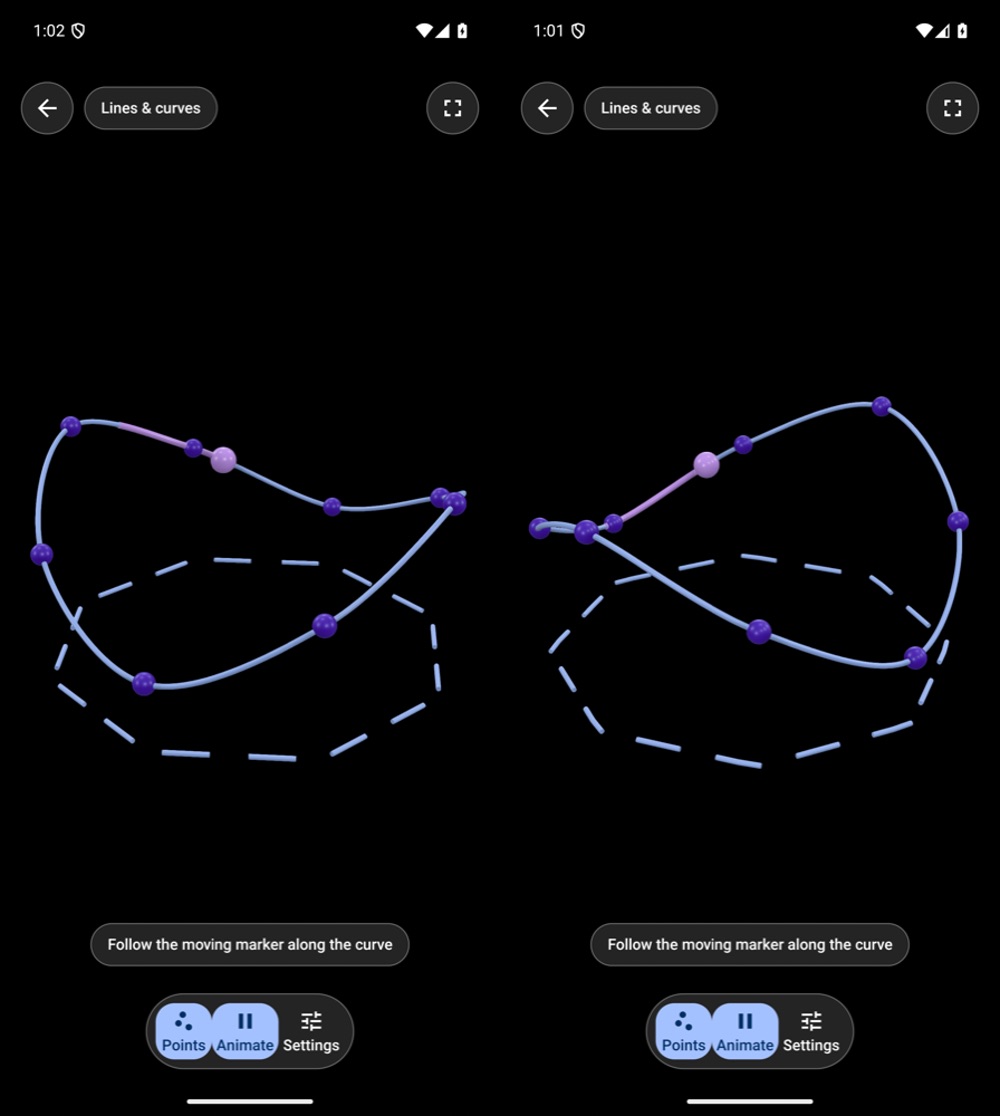 1:02
Lines & curves
Follow the moving marker along the curve
Points Animate Settings
1:01
Lines & curves
Follow the moving marker along the curve
Points Animate Settings